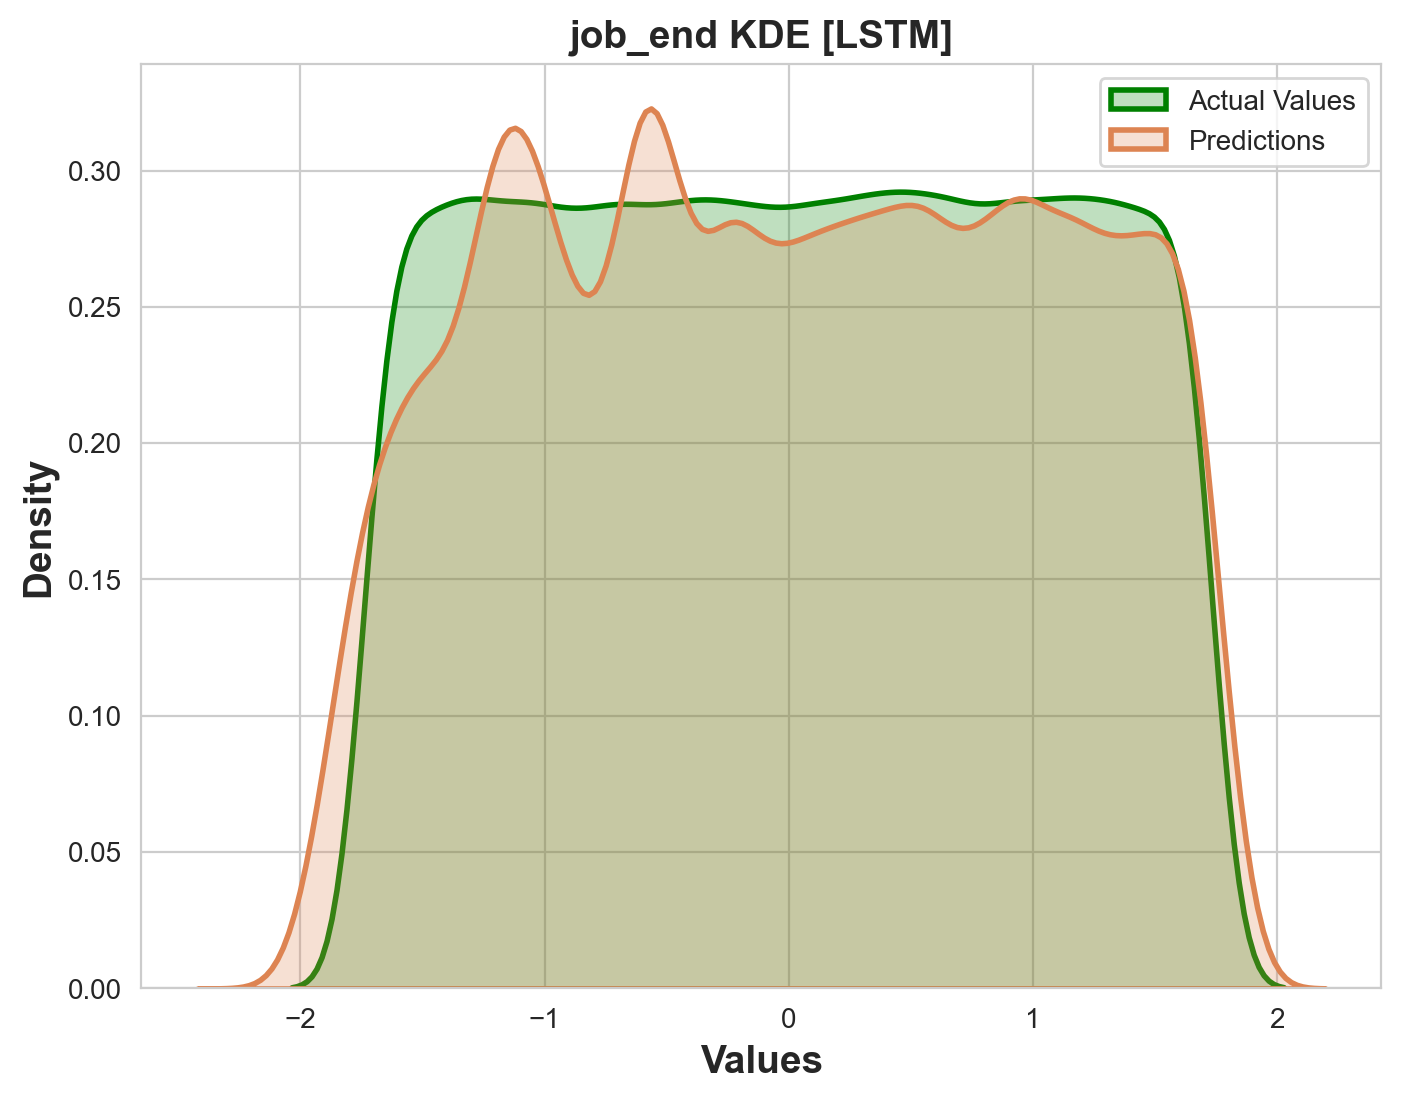 job_end KDE [LSTM]
Actual Values
Predictions
0.30
0.25
0.20
0.15
0.10
0.05
0.00
Density
−2
−1
0
1
2
Values